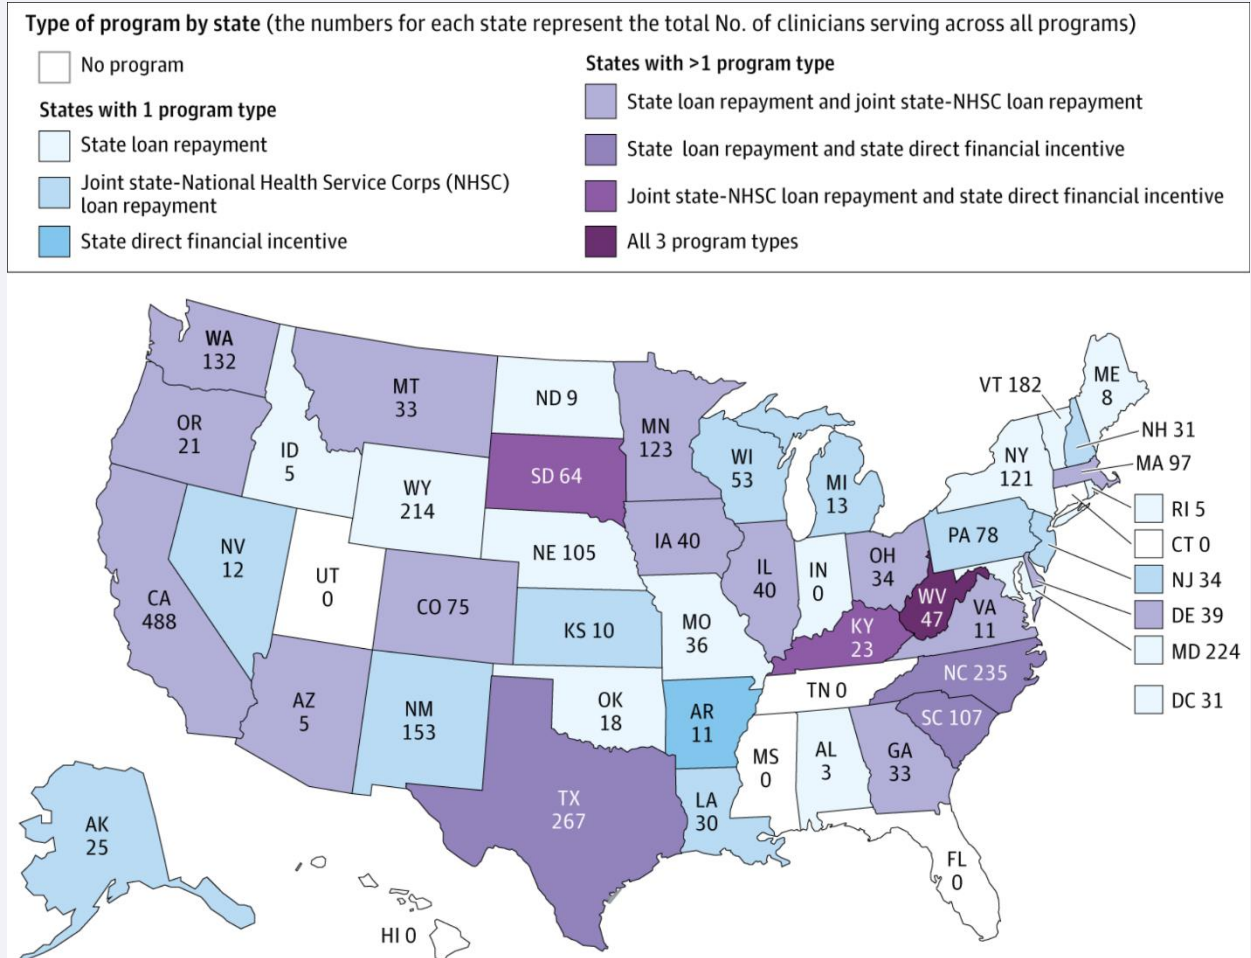 Type of program by state (the numbers for each state represent the total No. of clinicians serving across all programs)
No program
States with 1 program type
State loan repayment
Joint state-National Health Service Corps (NHSC)
loan repayment
State direct financial incentive
States with >1 program type
State loan repayment and joint state-NHSC loan repayment
State loan repayment and state direct financial incentive
Joint state-NHSC loan repayment and state direct financial incentive
All 3 program types
WA
132
OR
21
CA
488
NV
12
ID
5
MT
33
WY
214
UT
0
AZ
5
CO 75
NM
153
ND 9
SD 64
NE 105
KS 10
OK
18
TX
267
MN
123
IA 40
MO
36
AR
11
LA
30
WI
53
IL
40
MS
0
MI
13
IN
0
KY
23
TN 0
AL
3
OH
34
WV
47
GA
33
FL
0
PA 78
VA
11
NC 235
SC 107
NY
121
VT 182
ME
8
NH 31
MA 97
RI 5
CT 0
NJ 34
DE 39
MD 224
DC 31
AK
25
HI 0